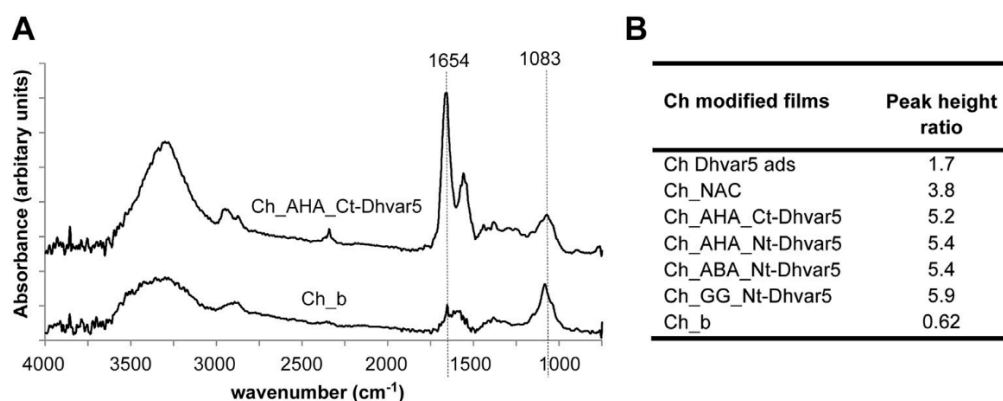 A
1654
1083
Absorbance (arbitary units)
Ch_AHA_Ct-Dhvar5
Ch_b
4000 3500 3000 2500 2000 1500 1000
wavenumber (cm⁻¹)
B
Ch modified films Peak height ratio
Ch Dhvar5 ads 1.7
Ch_NAC 3.8
Ch_AHA_Ct-Dhvar5 5.2
Ch_AHA_Nt-Dhvar5 5.4
Ch_ABA_Nt-Dhvar5 5.4
Ch_GG_Nt-Dhvar5 5.9
Ch_b 0.62